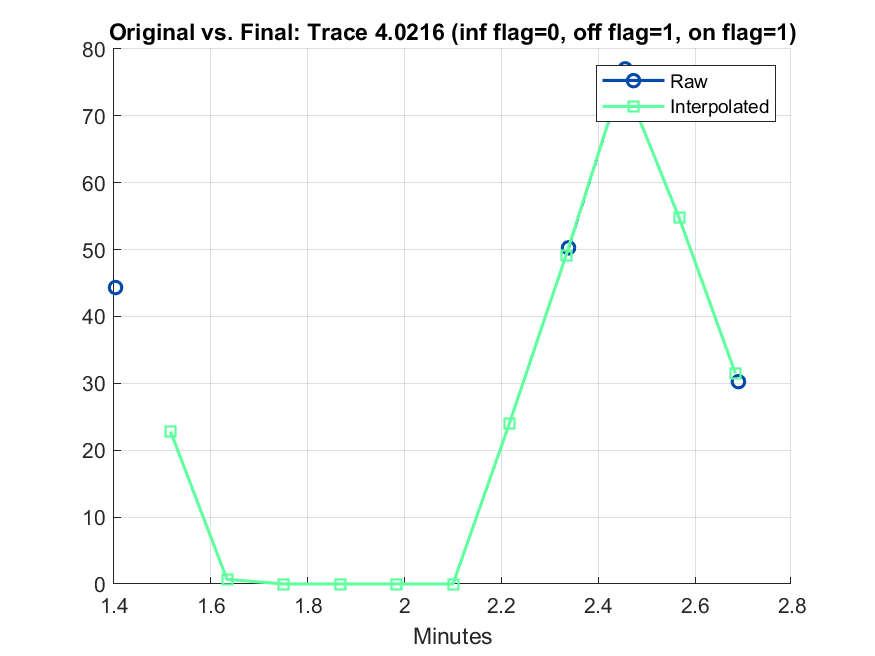 Original vs. Final: Trace 4.0216 (inf flag=0, off flag=1, on flag=1)
80
70
60
50
40
30
20
10
0
Raw
Interpolated
1.4 1.6 1.8 2 2.2 2.4 2.6 2.8
Minutes